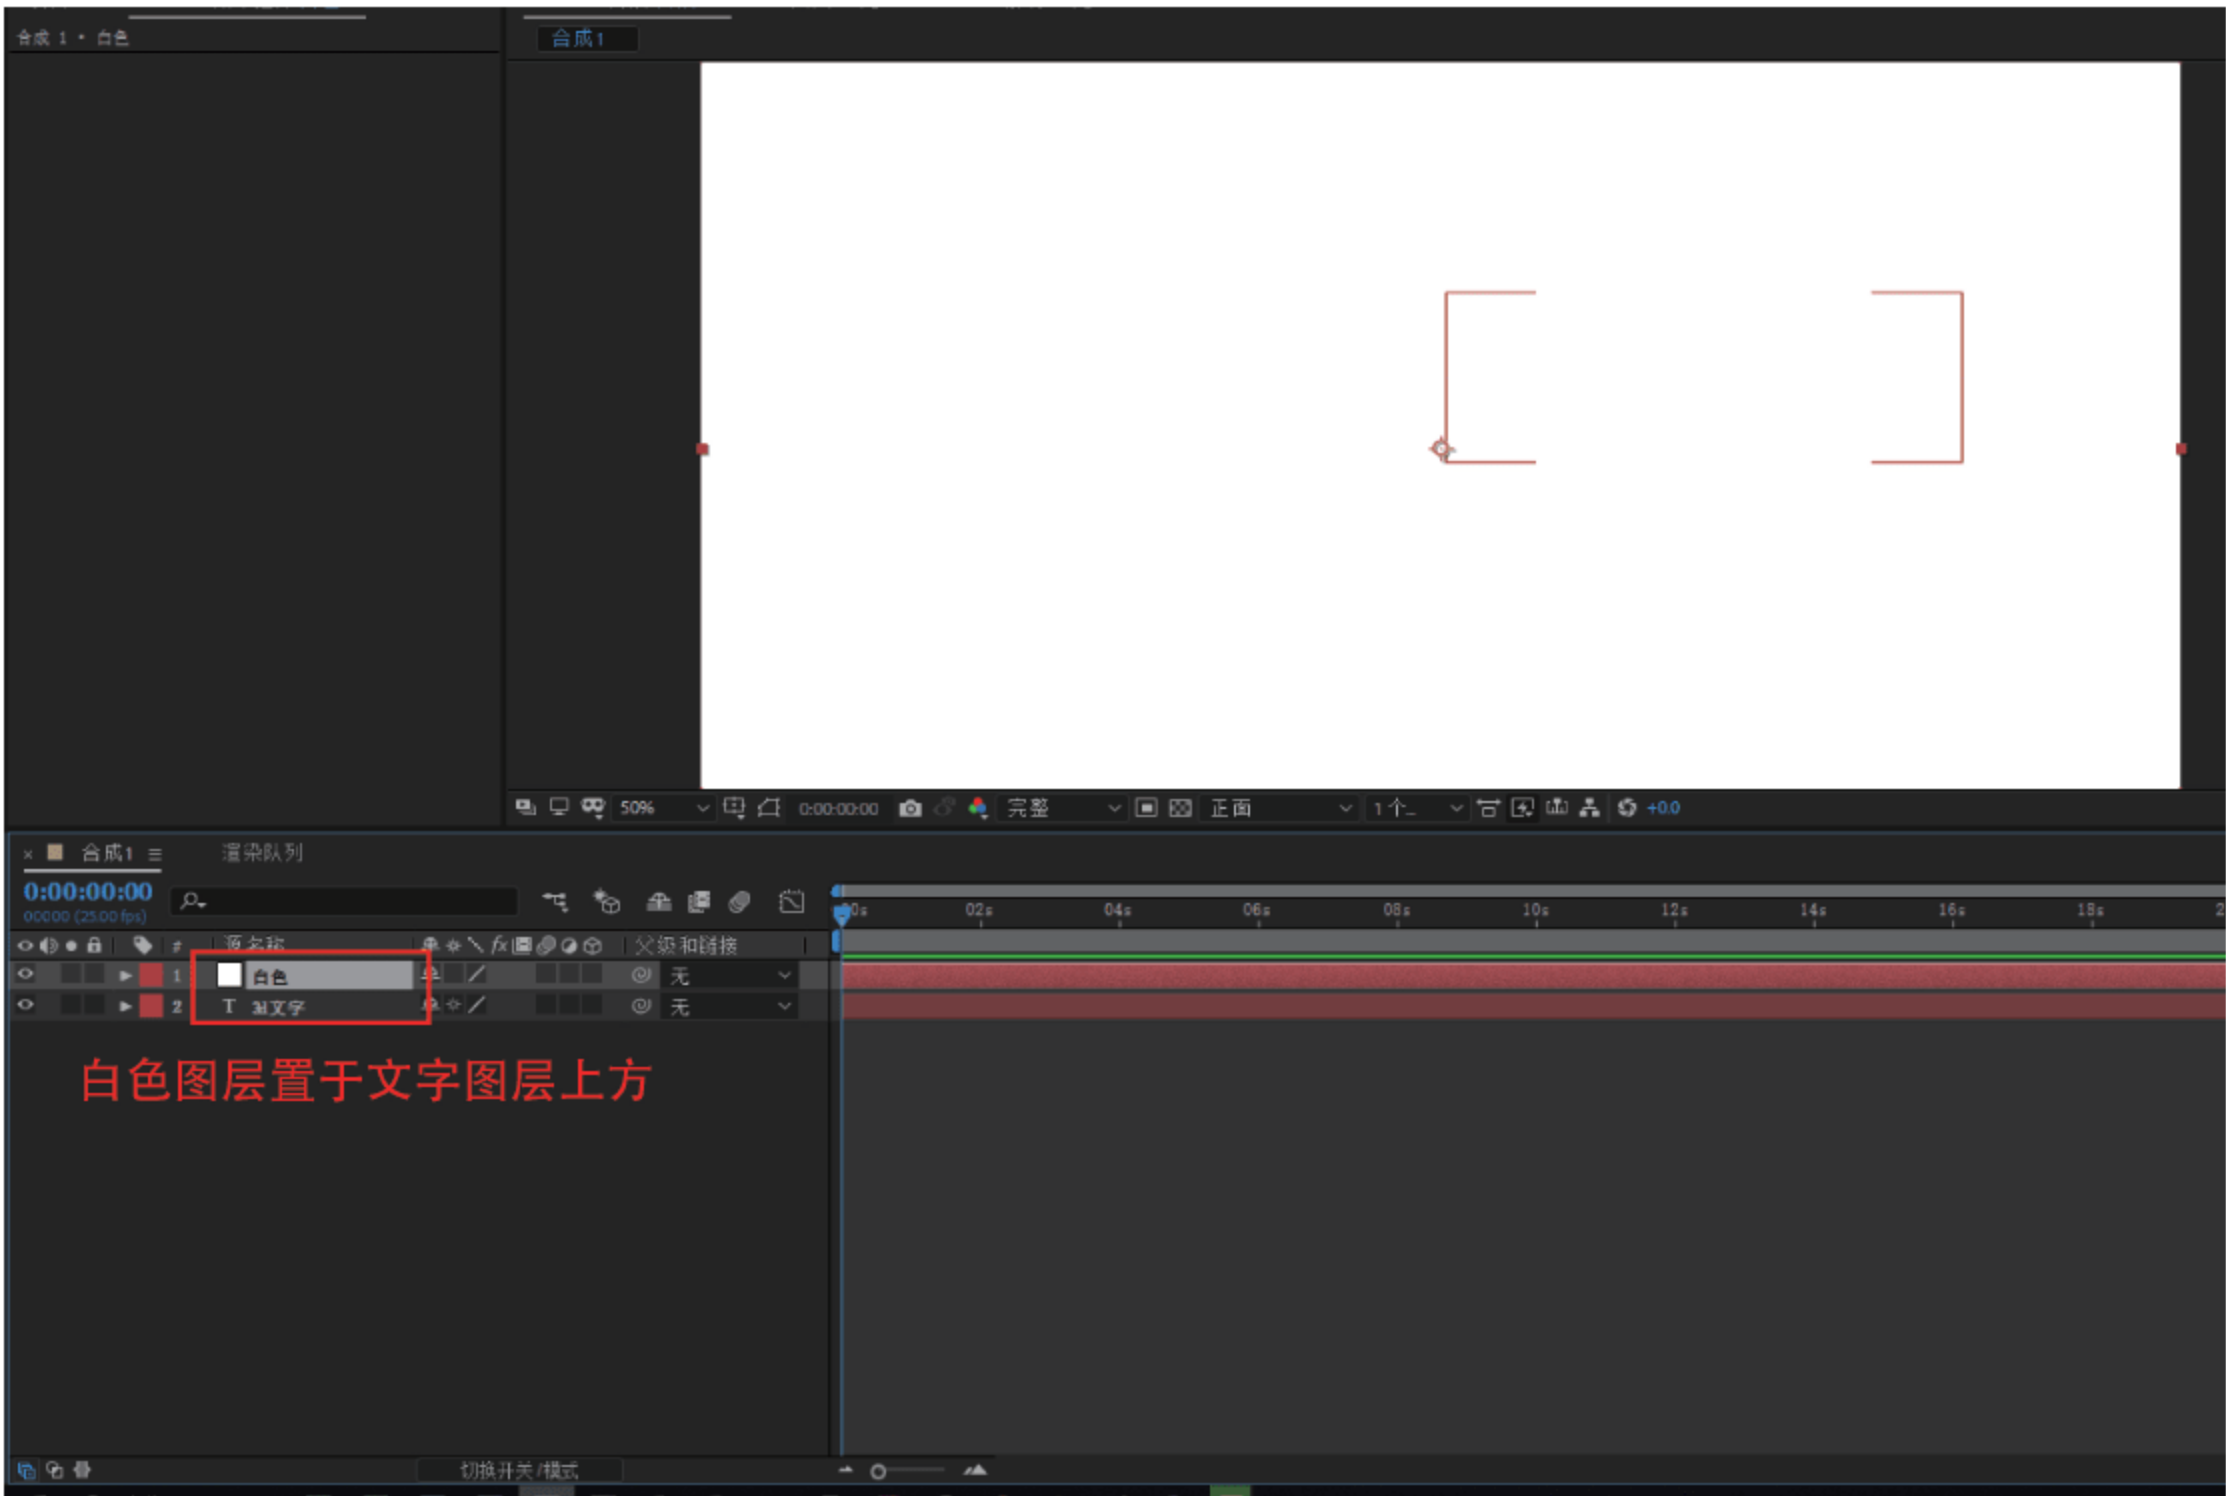 合成 1 • 白色
合成1
50%
0:00:00:00
完整
正面
1个...
+0.0
× 合成1 ≡
渲染队列
0:00:00:00
00000 (25.00 fps)
02s 04s 06s 08s 10s 12s 14s 16s 18s
# 源名称 fx 父级和链接
1 白色 无
2 T 文字 无
白色图层置于文字图层上方
切换开关/模式